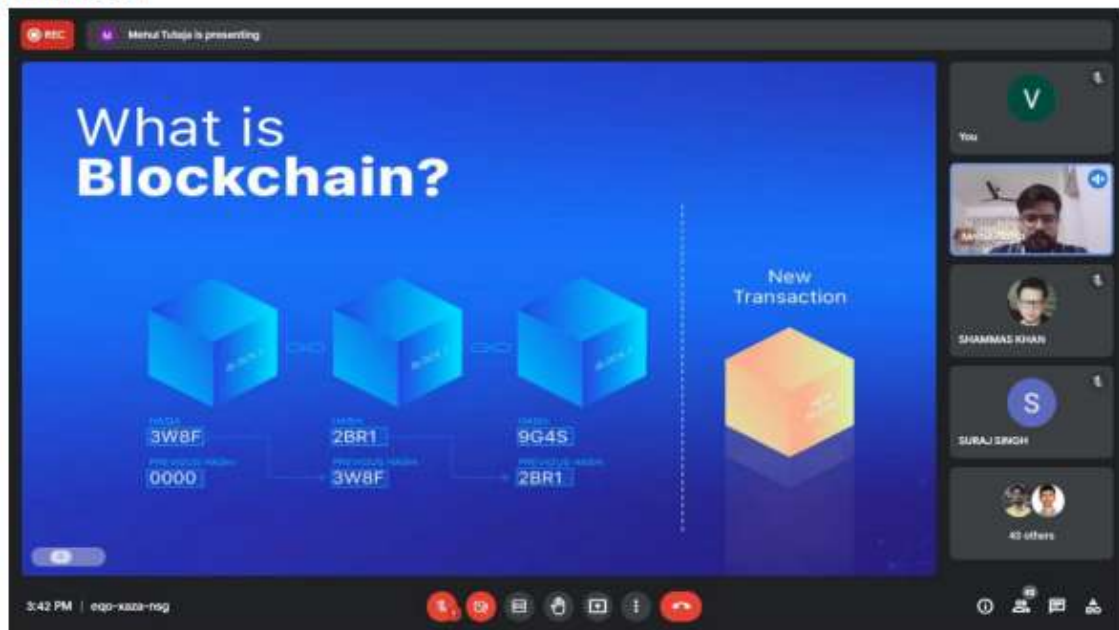 REC
M
Mehul Tuteja is presenting
What is
Blockchain?
New
Transaction
HASH
3W8F
PREVIOUS HASH
0000
HASH
2BR1
PREVIOUS HASH
3W8F
HASH
9G4S
PREVIOUS HASH
2BR1
V
You
SHAMMAS KHAN
S
SURAJ SINGH
40 others
3:42 PM | eqo-xaza-nsg